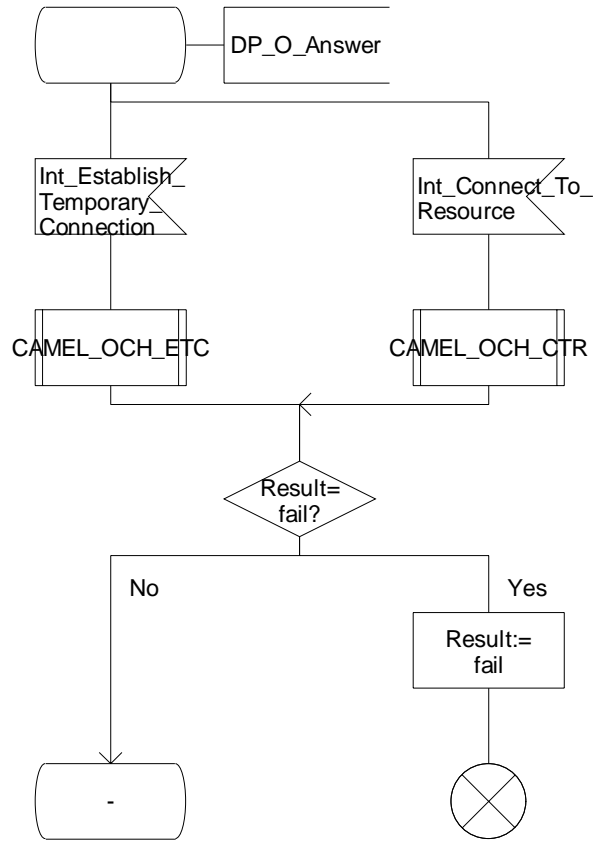 DP_O_Answer
Int_Establish_
Temporary_
Connection
Int_Connect_To_
Resource
CAMEL_OCH_ETC
CAMEL_OCH_CTR
Result=
fail?
No
Yes
Result:=
fail
-